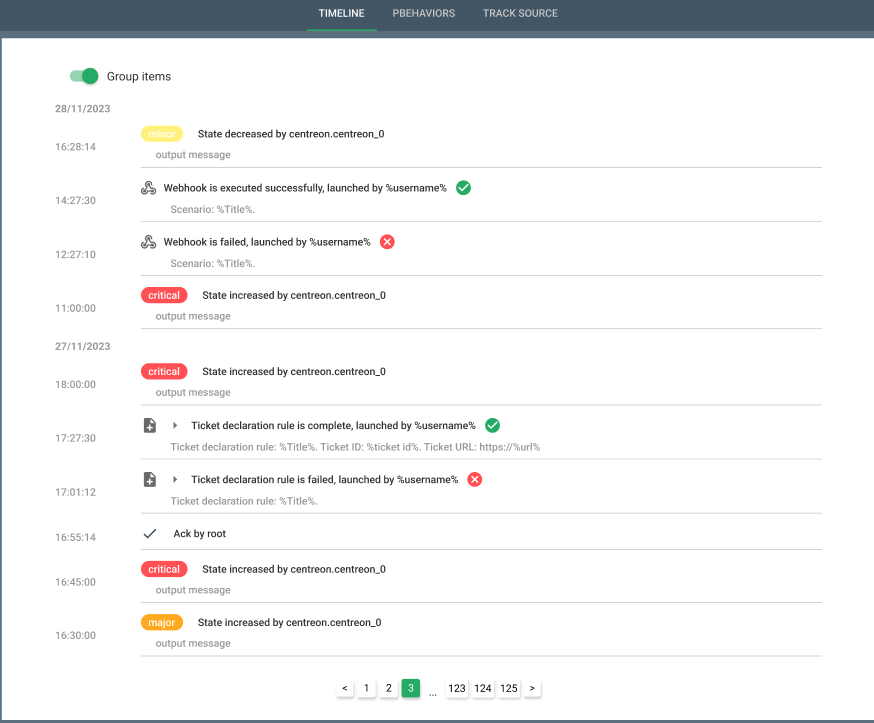 TIMELINE PBEHAVIORS TRACK SOURCE
Group items
28/11/2023
16:28:14 minor State decreased by centreon.centreon_0
output message
14:27:30 Webhook is executed successfully, launched by %username%
Scenario: %Title%.
12:27:10 Webhook is failed, launched by %username%
Scenario: %Title%.
11:00:00 critical State increased by centreon.centreon_0
output message
27/11/2023
18:00:00 critical State increased by centreon.centreon_0
output message
17:27:30 Ticket declaration rule is complete, launched by %username%
Ticket declaration rule: %Title%. Ticket ID: %ticket id%. Ticket URL: https://%url%
17:01:12 Ticket declaration rule is failed, launched by %username%
Ticket declaration rule: %Title%.
16:55:14 Ack by root
16:45:00 critical State increased by centreon.centreon_0
output message
16:30:00 major State increased by centreon.centreon_0
output message
< 1 2 3 ... 123 124 125 >